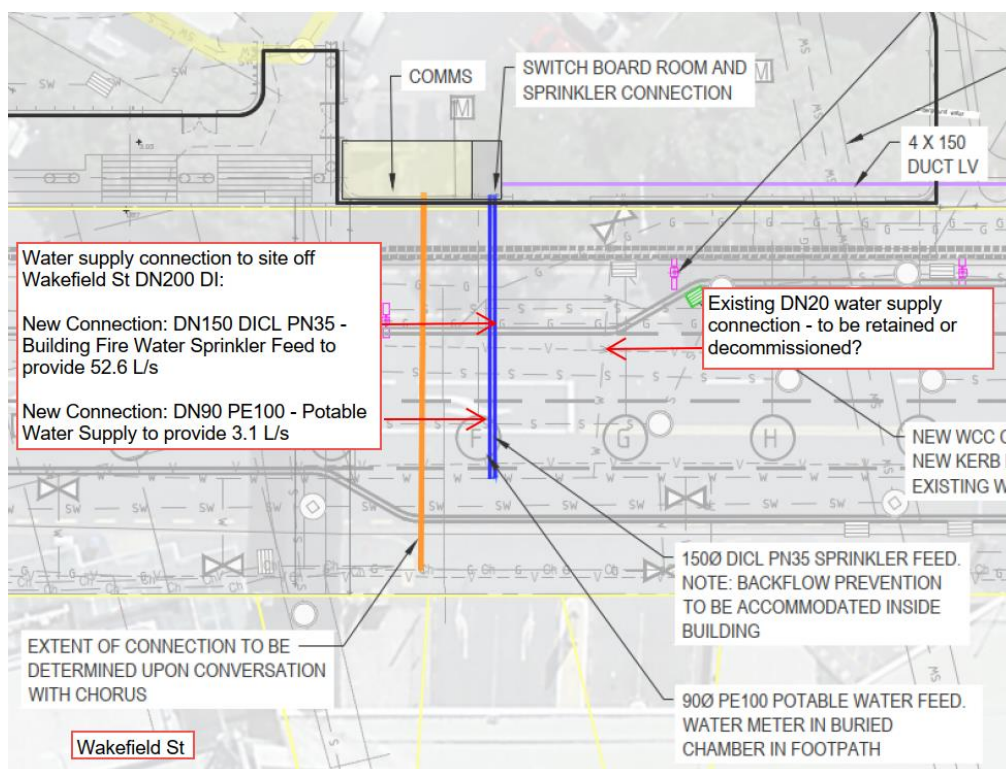 COMMS
SWITCH BOARD ROOM AND
SPRINKLER CONNECTION
4 X 150
DUCT LV
Water supply connection to site off
Wakefield St DN200 DI:
New Connection: DN150 DICL PN35 -
Building Fire Water Sprinkler Feed to
provide 52.6 L/s
New Connection: DN90 PE100 - Potable
Water Supply to provide 3.1 L/s
Existing DN20 water supply
connection - to be retained or
decommissioned?
F
G
H
NEW WCC
NEW KERB
EXISTING
150Ø DICL PN35 SPRINKLER FEED.
NOTE: BACKFLOW PREVENTION
TO BE ACCOMMODATED INSIDE
BUILDING
EXTENT OF CONNECTION TO BE
DETERMINED UPON CONVERSATION
WITH CHORUS
90Ø PE100 POTABLE WATER FEED.
WATER METER IN BURIED
CHAMBER IN FOOTPATH
Wakefield St